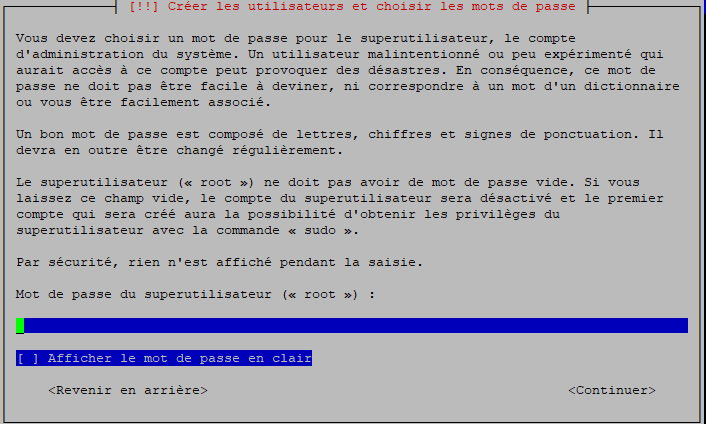 [!!] Créer les utilisateurs et choisir les mots de passe
Vous devez choisir un mot de passe pour le superutilisateur, le compte
d'administration du système. Un utilisateur malintentionné ou peu expérimenté qui
aurait accès à ce compte peut provoquer des désastres. En conséquence, ce mot de
passe ne doit pas être facile à deviner, ni correspondre à un mot d'un dictionnaire
ou vous être facilement associé.
Un bon mot de passe est composé de lettres, chiffres et signes de ponctuation. Il
devra en outre être changé régulièrement.
Le superutilisateur (« root ») ne doit pas avoir de mot de passe vide. Si vous
laissez ce champ vide, le compte du superutilisateur sera désactivé et le premier
compte qui sera créé aura la possibilité d'obtenir les privilèges du
superutilisateur avec la commande « sudo ».
Par sécurité, rien n'est affiché pendant la saisie.
Mot de passe du superutilisateur (« root ») :
[ ] Afficher le mot de passe en clair
<Revenir en arrière> <Continuer>